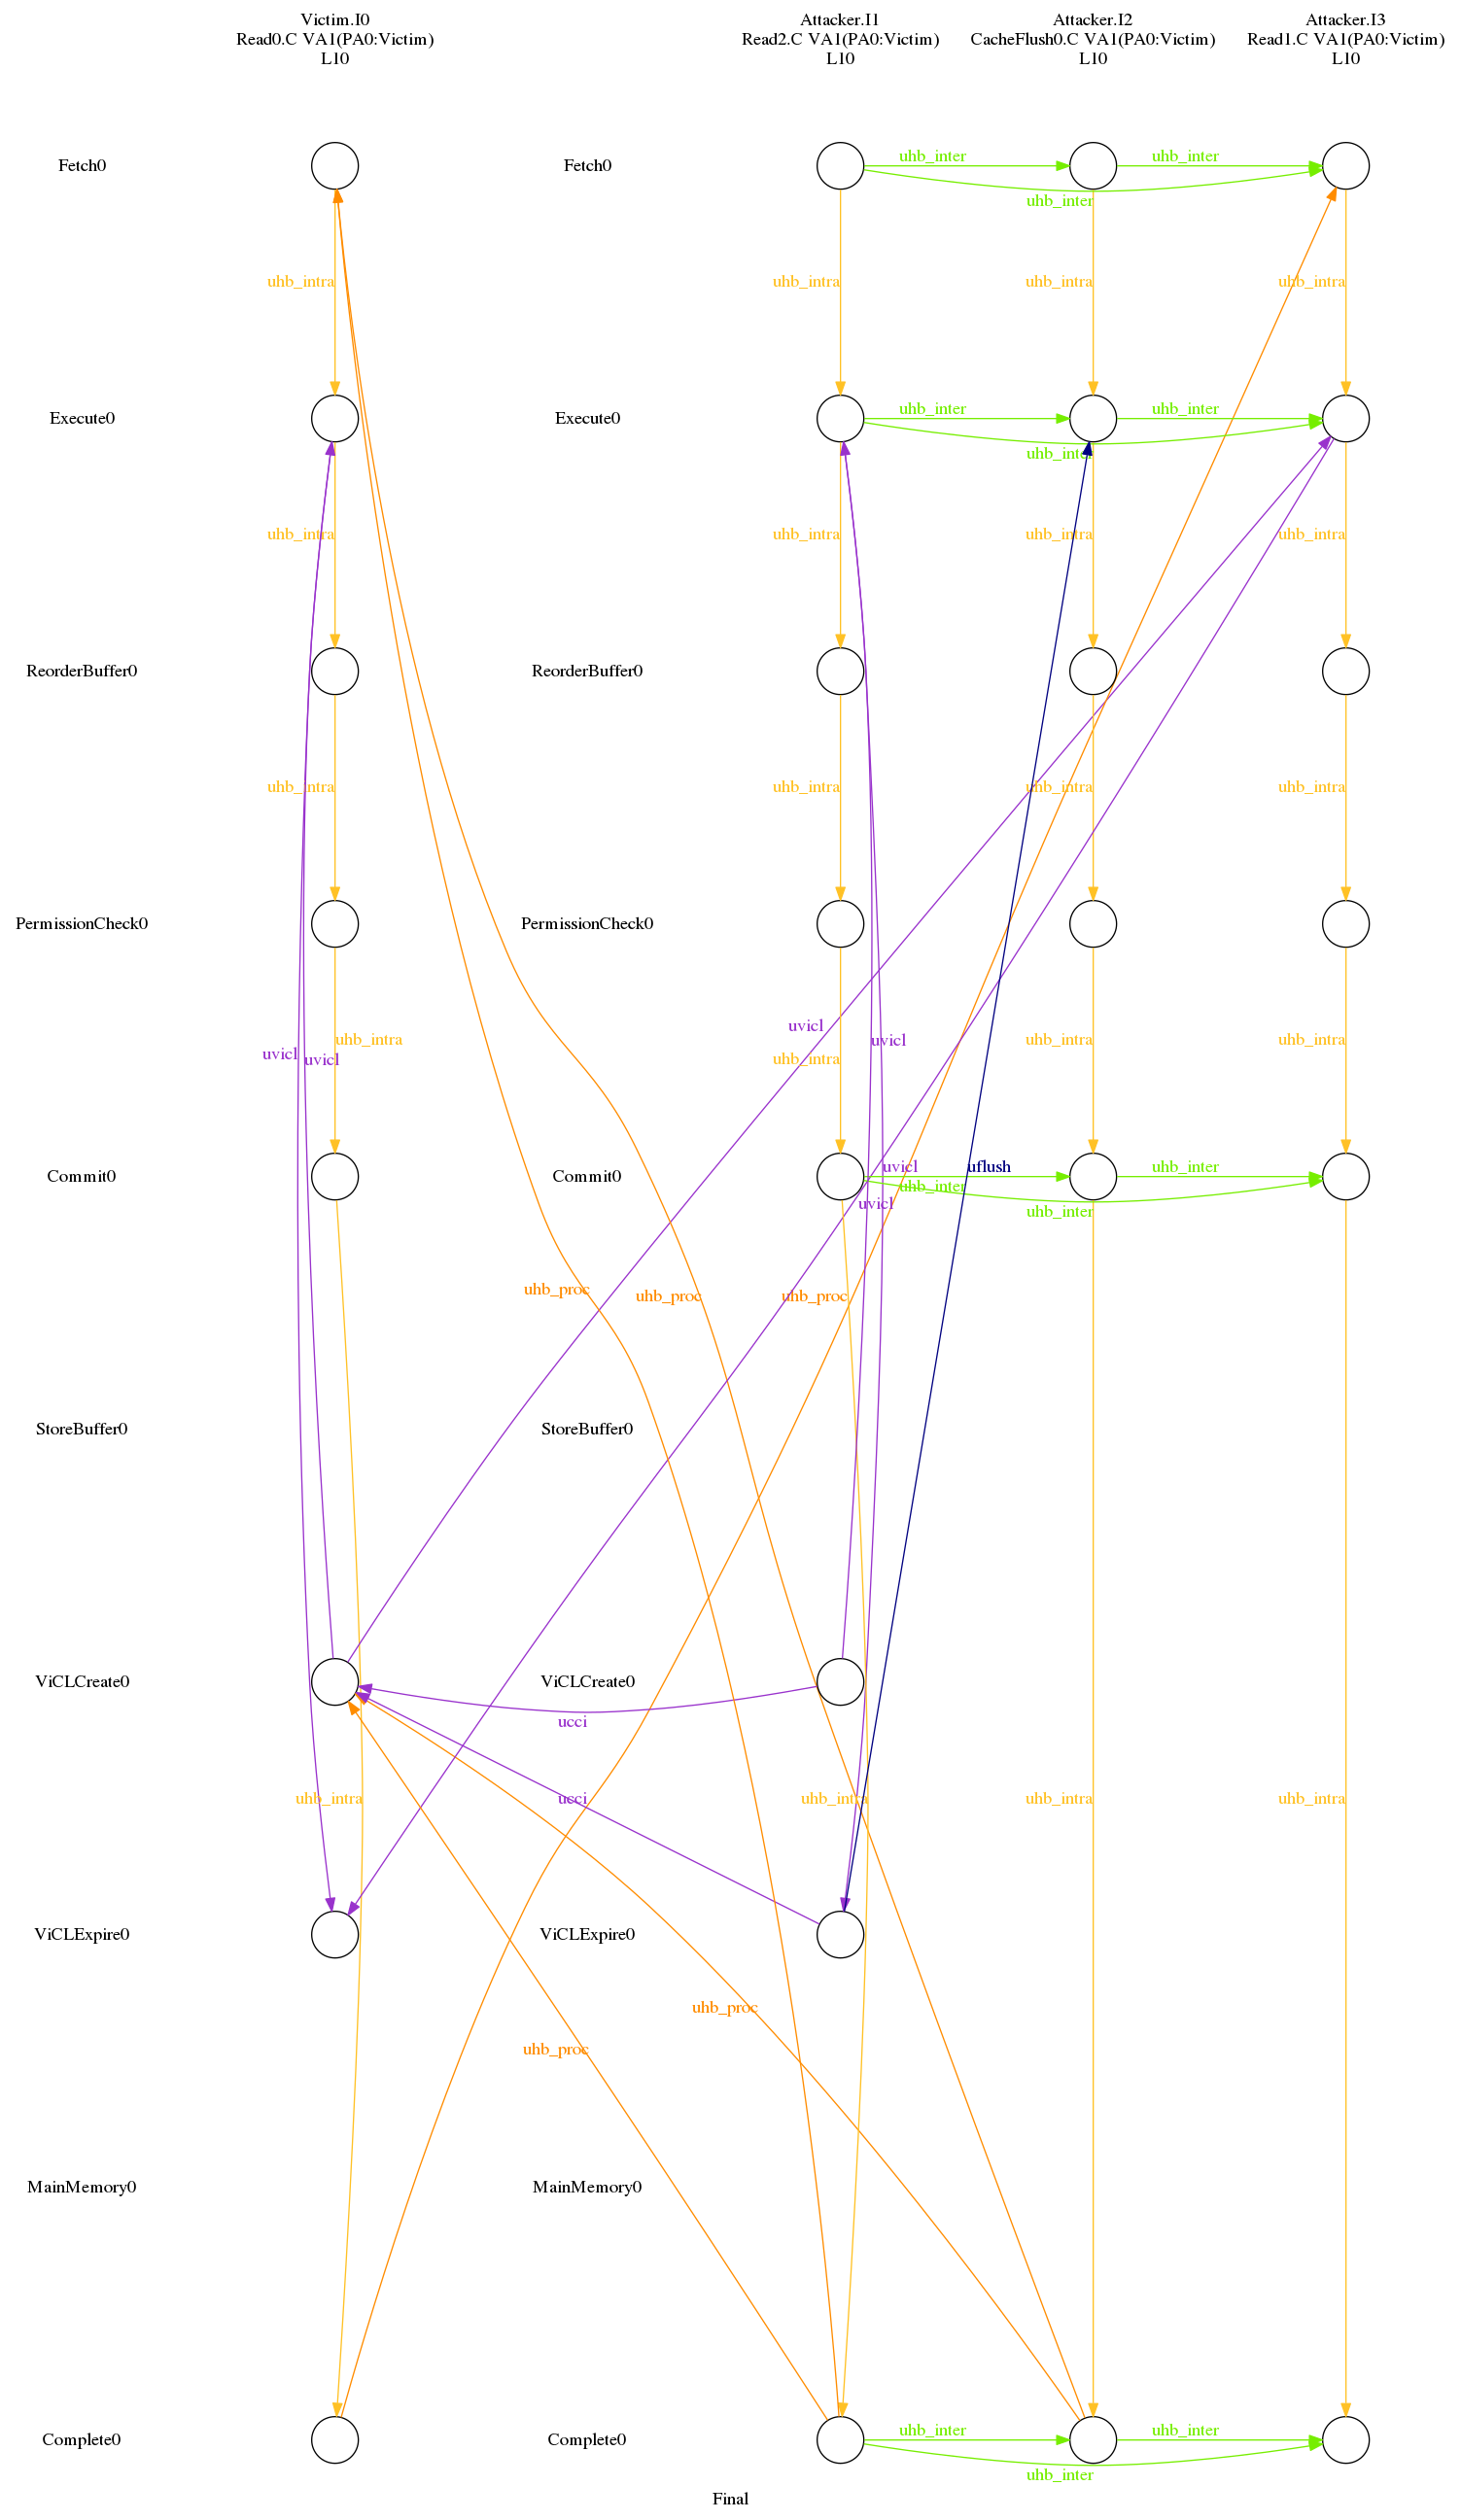 Victim.I0
Read0.C VA1(PA0:Victim)
L10
Attacker.I1
Read2.C VA1(PA0:Victim)
L10
Attacker.I2
CacheFlush0.C VA1(PA0:Victim)
L10
Attacker.I3
Read1.C VA1(PA0:Victim)
L10
Fetch0
Fetch0
uhb_inter
uhb_inter
uhb_inter
uhb_intra
uhb_intra
uhb_intra
uhb_intra
Execute0
Execute0
uhb_inter
uhb_inter
uhb_inter
uhb_intra
uhb_intra
uhb_intra
uhb_intra
ReorderBuffer0
ReorderBuffer0
uhb_intra
uhb_intra
uhb_intra
uhb_intra
PermissionCheck0
PermissionCheck0
uvicl
uvicl
uhb_intra
uvicl
uhb_intra
uvicl
uhb_intra
uhb_intra
Commit0
Commit0
uvicl
uflush
uhb_inter
uhb_inter
uvicl
uhb_inter
uhb_proc
uhb_proc
uhb_proc
StoreBuffer0
StoreBuffer0
ViCLCreate0
ViCLCreate0
ucci
uhb_intra
ucci
uhb_intra
uhb_intra
uhb_intra
ViCLExpire0
ViCLExpire0
uhb_proc
uhb_proc
MainMemory0
MainMemory0
Complete0
Complete0
uhb_inter
uhb_inter
uhb_inter
Final